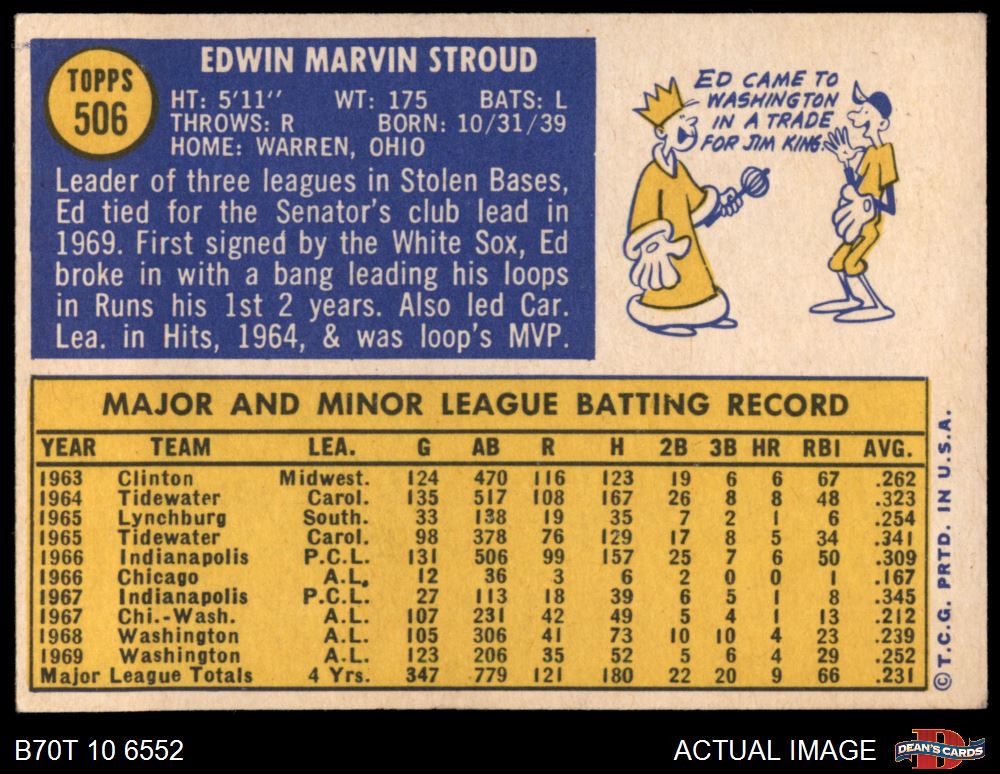 TOPPS
506
EDWIN MARVIN STROUD
HT: 5'11'' WT: 175 BATS: L
THROWS: R BORN: 10/31/39
HOME: WARREN, OHIO
Leader of three leagues in Stolen Bases,
Ed tied for the Senator's club lead in
1969. First signed by the White Sox, Ed
broke in with a bang leading his loops
in Runs his 1st 2 years. Also led Car.
Lea. in Hits, 1964, & was loop's MVP.
ED CAME TO
WASHINGTON
IN A TRADE
FOR JIM KING.
MAJOR AND MINOR LEAGUE BATTING RECORD
YEAR TEAM LEA. G AB R H 2B 3B HR RBI AVG.
1963 Clinton Midwest. 124 470 116 123 19 6 6 67 .262
1964 Tidewater Carol. 135 517 108 167 26 8 8 48 .323
1965 Lynchburg South. 33 138 19 35 7 2 1 6 .254
1965 Tidewater Carol. 98 378 76 129 17 8 5 34 .341
1966 Indianapolis P.C.L. 131 506 99 157 25 7 6 50 .309
1966 Chicago A.L. 12 36 3 6 2 0 0 1 .167
1967 Indianapolis P.C.L. 27 113 18 39 6 5 1 8 .345
1967 Chi.-Wash. A.L. 107 231 42 49 5 4 1 13 .212
1968 Washington A.L. 105 306 41 73 10 10 4 23 .239
1969 Washington A.L. 123 206 35 52 5 6 4 29 .252
Major League Totals 4 Yrs. 347 779 121 180 22 20 9 66 .231
©T.C.G. PRTD. IN U.S.A.
B70T 10 6552
ACTUAL IMAGE
D
DEAN'S CARDS